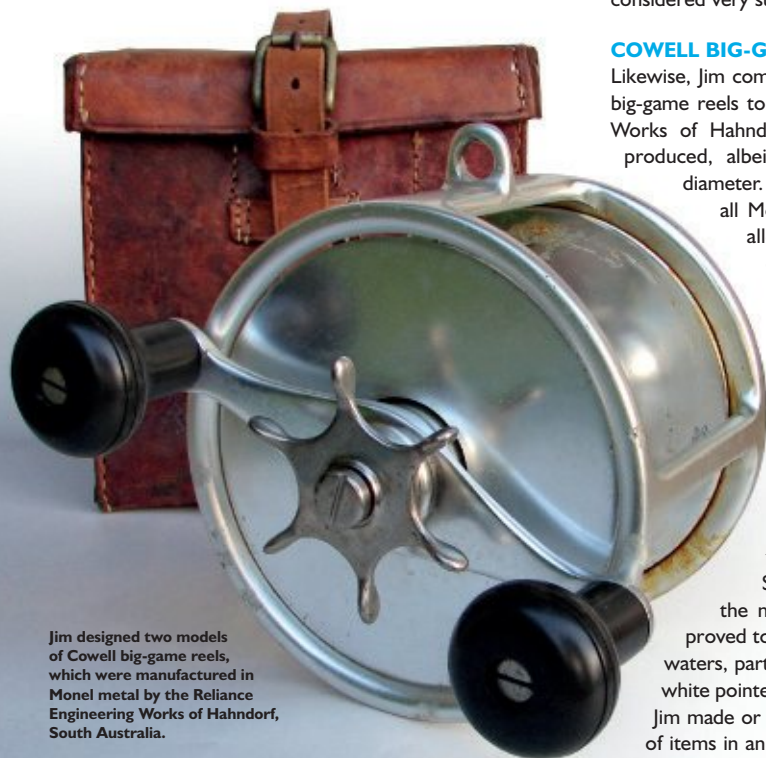 considered very su
COWELL BIG-G
Likewise, Jim com
big-game reels to
Works of Hahnd
produced, albei
diameter.
all M
all
S
the
proved to
waters, part
white pointe
Jim made or
of items in an
Jim designed two models
of Cowell big-game reels,
which were manufactured in
Monel metal by the Reliance
Engineering Works of Hahndorf,
South Australia.